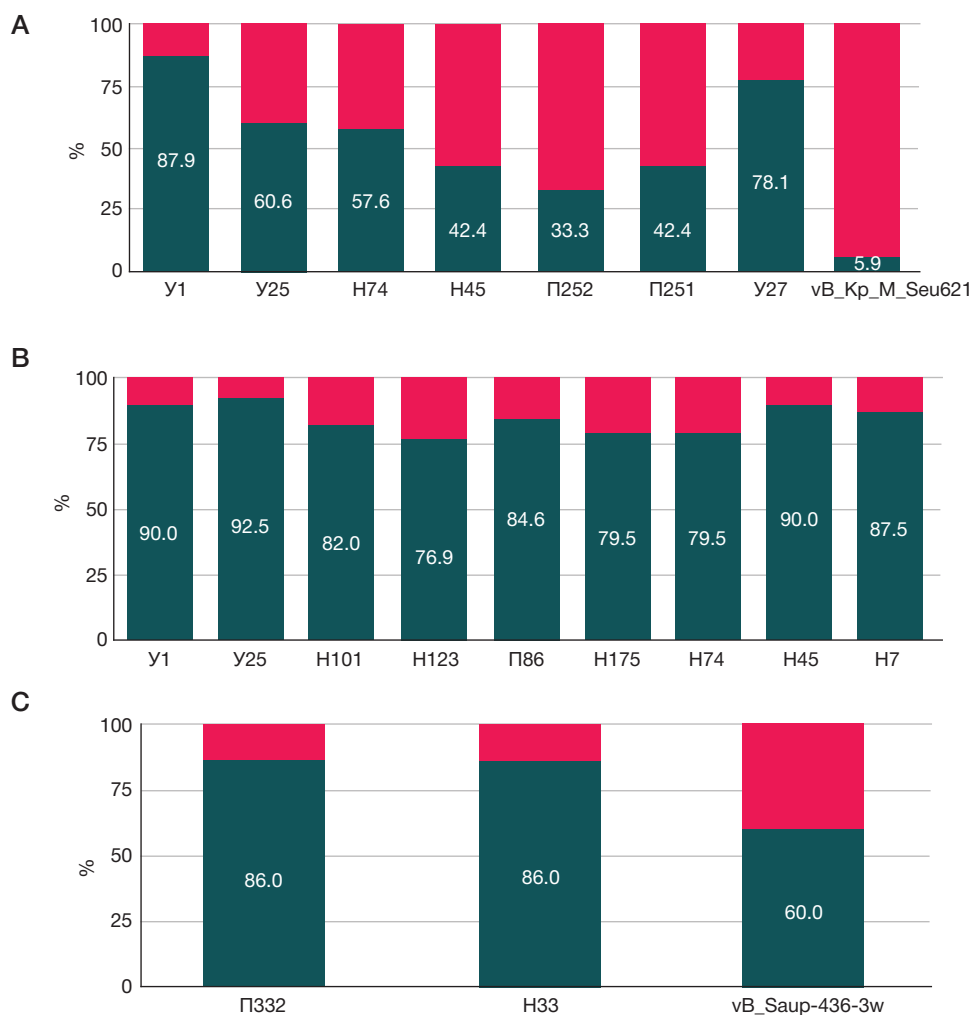 A
100
75
50
25
0
%
87.9
60.6
57.6
42.4
33.3
42.4
78.1
5.9
У1
У25
Н74
Н45
П252
П251
У27
vB_Kp_M_Seu621
B
100
75
50
25
0
%
90.0
92.5
82.0
76.9
84.6
79.5
79.5
90.0
87.5
У1
У25
Н101
Н123
П86
Н175
Н74
Н45
Н7
C
100
75
50
25
0
%
86.0
86.0
60.0
П332
Н33
vB_Saup-436-3w